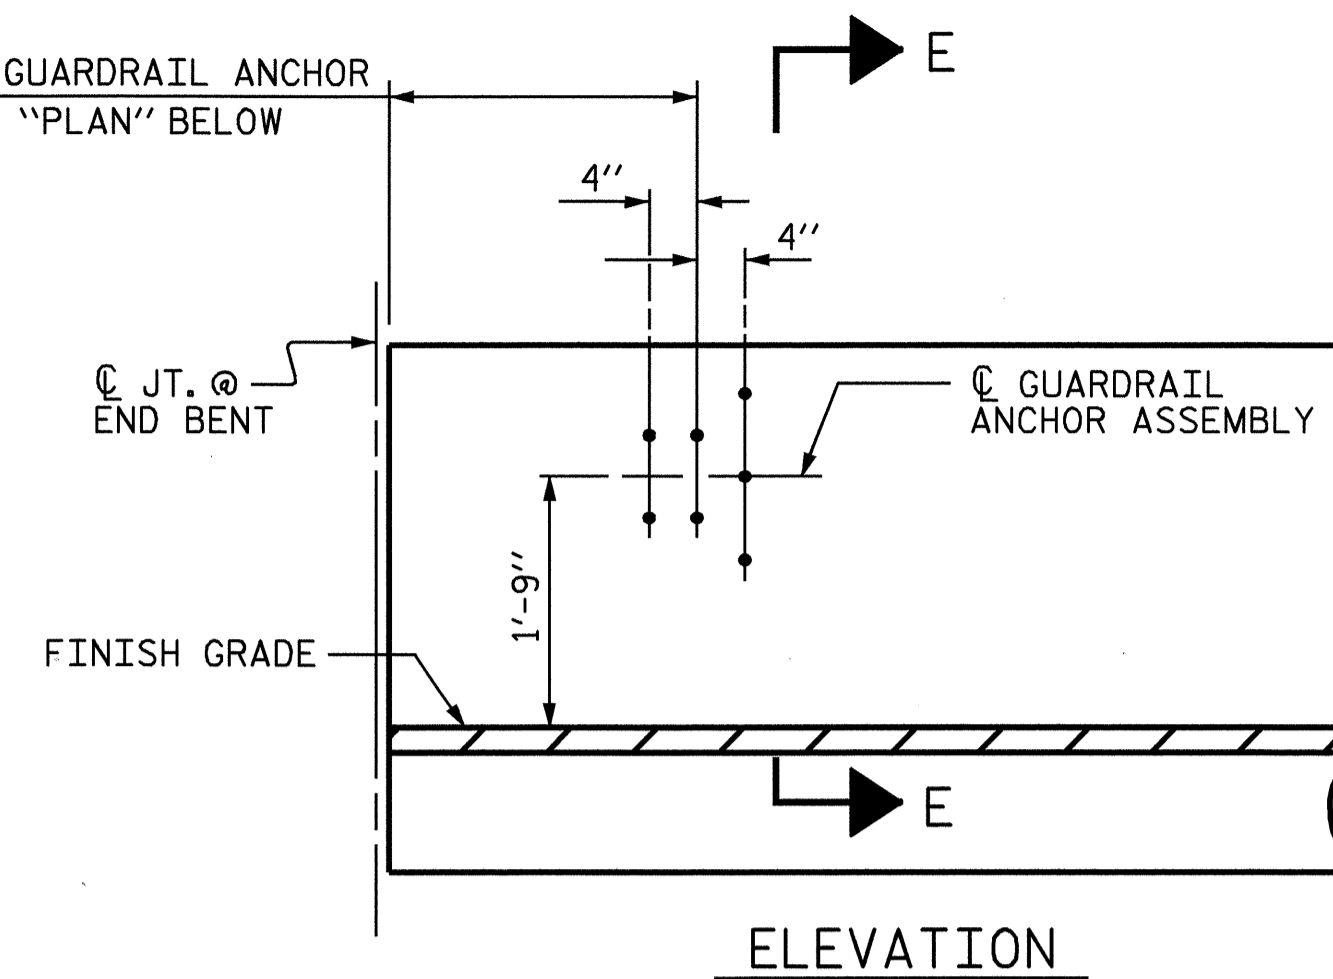 GUARDRAIL ANCHOR
"PLAN" BELOW
E
4"
4"
℄ JT. @
END BENT
℄ GUARDRAIL
ANCHOR ASSEMBLY
1'-9"
FINISH GRADE
E
ELEVATION